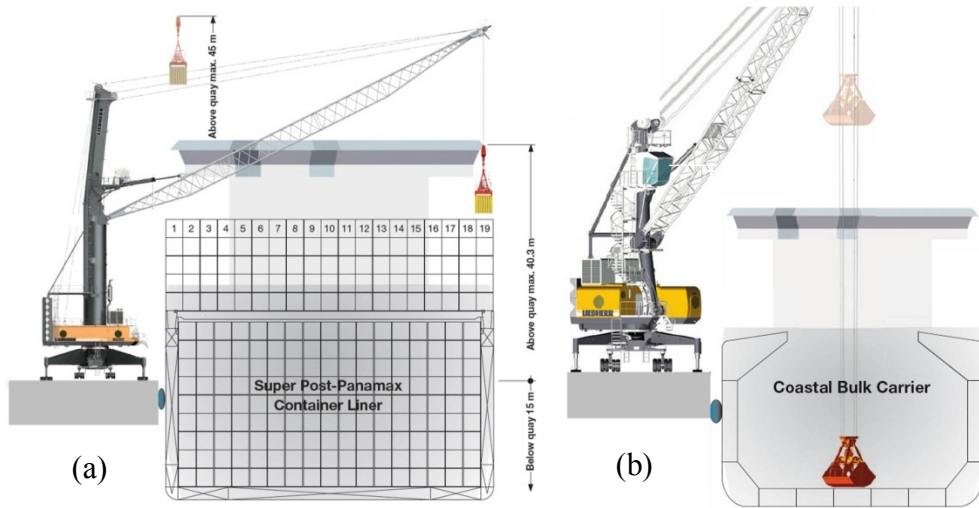 Above quay max. 45 m
1 2 3 4 5 6 7 8 9 10 11 12 13 14 15 16 17 18 19
Above quay max. 40.3 m
LIEBHERR
Super Post-Panamax
Container Liner
Below quay 15 m
(a)
LIEBHERR
Coastal Bulk Carrier
(b)